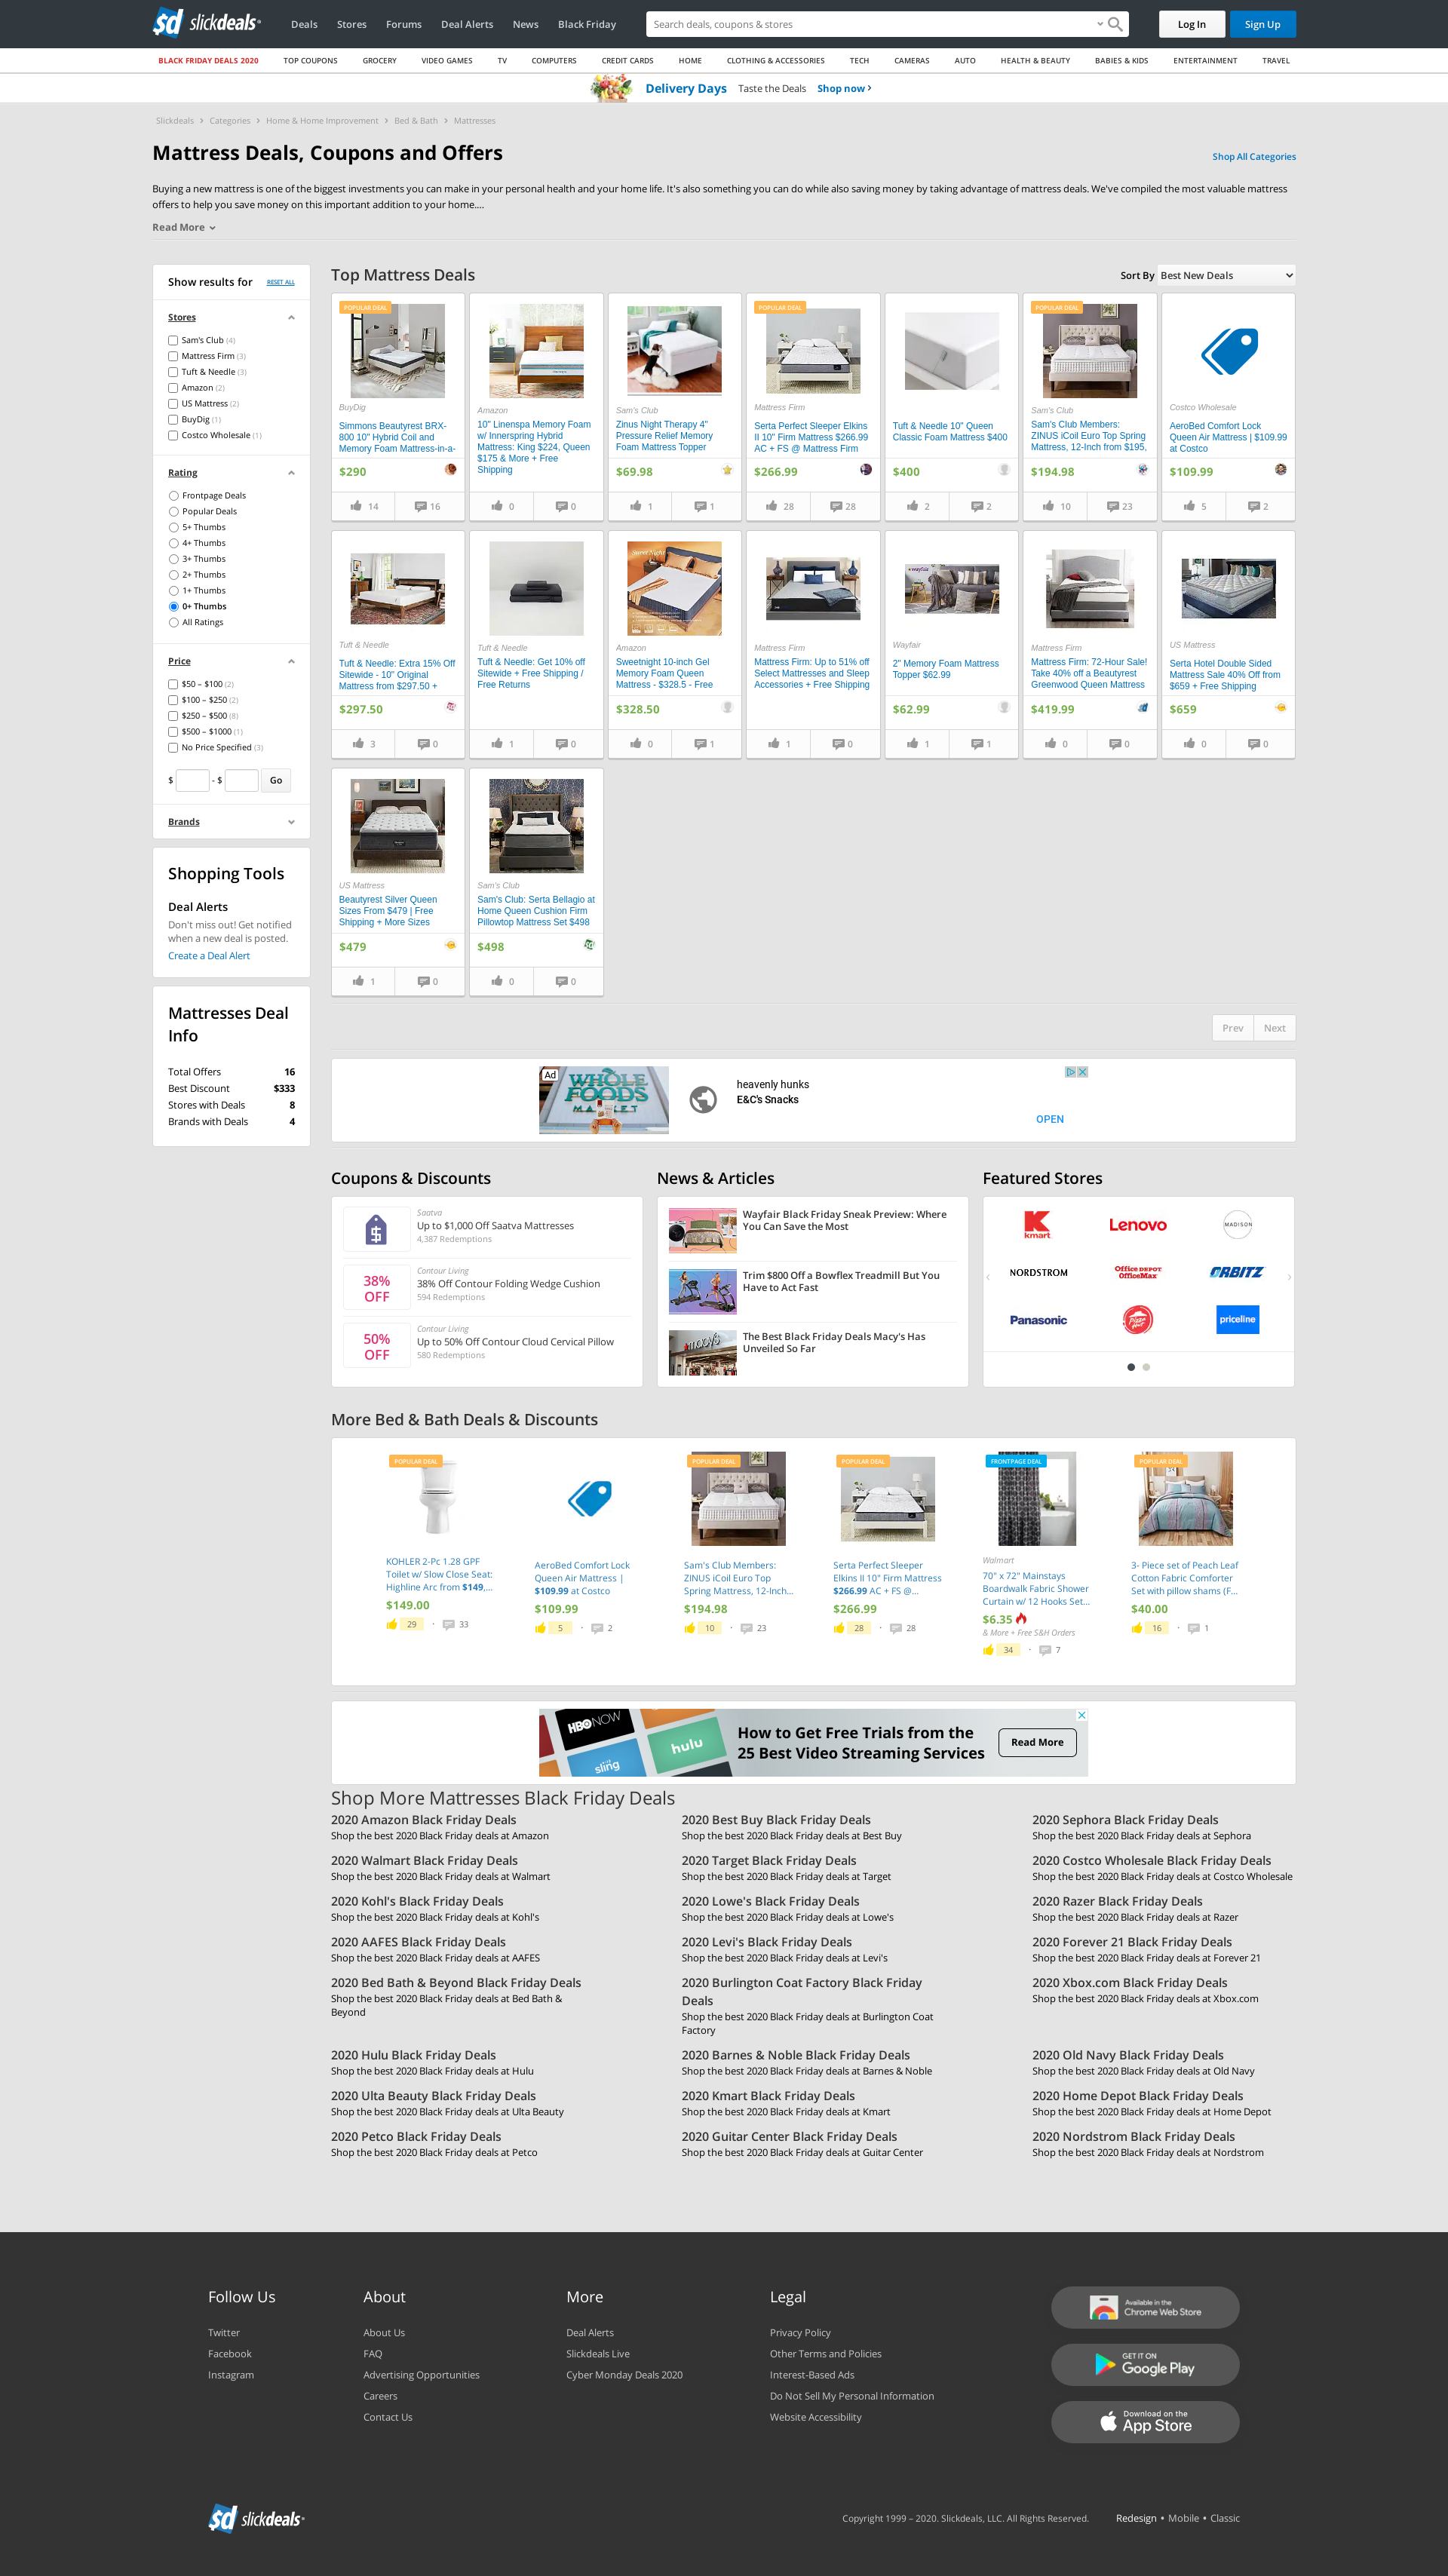 sd slickdeals
Deals Stores Forums Deal Alerts News Black Friday
Search deals, coupons & stores
Log In Sign Up
BLACK FRIDAY DEALS 2020 TOP COUPONS GROCERY VIDEO GAMES TV COMPUTERS CREDIT CARDS HOME CLOTHING & ACCESSORIES TECH CAMERAS AUTO HEALTH & BEAUTY BABIES & KIDS ENTERTAINMENT TRAVEL
Delivery Days Taste the Deals Shop now ›
Slickdeals › Categories › Home & Home Improvement › Bed & Bath › Mattresses
Mattress Deals, Coupons and Offers
Shop All Categories
Buying a new mattress is one of the biggest investments you can make in your personal health and your home life. It's also something you can do while also saving money by taking advantage of mattress deals. We've compiled the most valuable mattress
offers to help you save money on this important addition to your home....
Read More
Show results for RESET ALL
Stores
Sam's Club (4)
Mattress Firm (3)
Tuft & Needle (3)
Amazon (2)
US Mattress (2)
BuyDig (1)
Costco Wholesale (1)
Rating
Frontpage Deals
Popular Deals
5+ Thumbs
4+ Thumbs
3+ Thumbs
2+ Thumbs
1+ Thumbs
0+ Thumbs
All Ratings
Price
$50 – $100 (2)
$100 – $250 (2)
$250 – $500 (8)
$500 – $1000 (1)
No Price Specified (3)
$ - $ Go
Brands
Shopping Tools
Deal Alerts
Don't miss out! Get notified
when a new deal is posted.
Create a Deal Alert
Mattresses Deal
Info
Total Offers 16
Best Discount $333
Stores with Deals 8
Brands with Deals 4
Top Mattress Deals
Sort By Best New Deals
POPULAR DEAL
BuyDig
Simmons Beautyrest BRX-
800 10" Hybrid Coil and
Memory Foam Mattress-in-a-
$290
14 16
Amazon
10" Linenspa Memory Foam
w/ Innerspring Hybrid
Mattress: King $224, Queen
$175 & More + Free
Shipping
0 0
Sam's Club
Zinus Night Therapy 4"
Pressure Relief Memory
Foam Mattress Topper
$69.98
1 1
POPULAR DEAL
Mattress Firm
Serta Perfect Sleeper Elkins
II 10" Firm Mattress $266.99
AC + FS @ Mattress Firm
$266.99
28 28
Tuft & Needle 10" Queen
Classic Foam Mattress $400
$400
2 2
POPULAR DEAL
Sam's Club
Sam's Club Members:
ZINUS iCoil Euro Top Spring
Mattress, 12-Inch from $195,
$194.98
10 23
Costco Wholesale
AeroBed Comfort Lock
Queen Air Mattress | $109.99
at Costco
$109.99
5 2
Tuft & Needle
Tuft & Needle: Extra 15% Off
Sitewide - 10" Original
Mattress from $297.50 +
$297.50
3 0
Tuft & Needle
Tuft & Needle: Get 10% off
Sitewide + Free Shipping /
Free Returns
1 0
Sweet Night
Amazon
Sweetnight 10-inch Gel
Memory Foam Queen
Mattress - $328.5 - Free
$328.50
0 1
Mattress Firm
Mattress Firm: Up to 51% off
Select Mattresses and Sleep
Accessories + Free Shipping
1 0
wayfair
Wayfair
2" Memory Foam Mattress
Topper $62.99
$62.99
1 1
Mattress Firm
Mattress Firm: 72-Hour Sale!
Take 40% off a Beautyrest
Greenwood Queen Mattress
$419.99
0 0
US Mattress
Serta Hotel Double Sided
Mattress Sale 40% Off from
$659 + Free Shipping
$659
0 0
US Mattress
Beautyrest Silver Queen
Sizes From $479 | Free
Shipping + More Sizes
$479
1 0
Sam's Club
Sam's Club: Serta Bellagio at
Home Queen Cushion Firm
Pillowtop Mattress Set $498
$498
0 0
Prev Next
Ad
WHOLE FOODS MARKET
heavenly hunks
E&C's Snacks
OPEN
Coupons & Discounts
Saatva
Up to $1,000 Off Saatva Mattresses
4,387 Redemptions
38% OFF
Contour Living
38% Off Contour Folding Wedge Cushion
594 Redemptions
50% OFF
Contour Living
Up to 50% Off Contour Cloud Cervical Pillow
580 Redemptions
News & Articles
Wayfair Black Friday Sneak Preview: Where
You Can Save the Most
Trim $800 Off a Bowflex Treadmill But You
Have to Act Fast
macy's
The Best Black Friday Deals Macy's Has
Unveiled So Far
Featured Stores
kmart Lenovo MADISON
NORDSTROM Office DEPOT OfficeMax ORBITZ
Panasonic Pizza Hut priceline
More Bed & Bath Deals & Discounts
POPULAR DEAL
KOHLER 2-Pc 1.28 GPF
Toilet w/ Slow Close Seat:
Highline Arc from $149,...
$149.00
29 · 33
AeroBed Comfort Lock
Queen Air Mattress |
$109.99 at Costco
$109.99
5 · 2
POPULAR DEAL
Sam's Club Members:
ZINUS iCoil Euro Top
Spring Mattress, 12-Inch...
$194.98
10 · 23
POPULAR DEAL
Serta Perfect Sleeper
Elkins II 10" Firm Mattress
$266.99 AC + FS @...
$266.99
28 · 28
FRONTPAGE DEAL
Walmart
70" x 72" Mainstays
Boardwalk Fabric Shower
Curtain w/ 12 Hooks Set...
$6.35
& More + Free S&H Orders
34 · 7
POPULAR DEAL
3- Piece set of Peach Leaf
Cotton Fabric Comforter
Set with pillow shams (F...
$40.00
16 · 1
HBO NOW hulu sling
How to Get Free Trials from the
25 Best Video Streaming Services
Read More
Shop More Mattresses Black Friday Deals
2020 Amazon Black Friday Deals
Shop the best 2020 Black Friday deals at Amazon
2020 Best Buy Black Friday Deals
Shop the best 2020 Black Friday deals at Best Buy
2020 Sephora Black Friday Deals
Shop the best 2020 Black Friday deals at Sephora
2020 Walmart Black Friday Deals
Shop the best 2020 Black Friday deals at Walmart
2020 Target Black Friday Deals
Shop the best 2020 Black Friday deals at Target
2020 Costco Wholesale Black Friday Deals
Shop the best 2020 Black Friday deals at Costco Wholesale
2020 Kohl's Black Friday Deals
Shop the best 2020 Black Friday deals at Kohl's
2020 Lowe's Black Friday Deals
Shop the best 2020 Black Friday deals at Lowe's
2020 Razer Black Friday Deals
Shop the best 2020 Black Friday deals at Razer
2020 AAFES Black Friday Deals
Shop the best 2020 Black Friday deals at AAFES
2020 Levi's Black Friday Deals
Shop the best 2020 Black Friday deals at Levi's
2020 Forever 21 Black Friday Deals
Shop the best 2020 Black Friday deals at Forever 21
2020 Bed Bath & Beyond Black Friday Deals
Shop the best 2020 Black Friday deals at Bed Bath &
Beyond
2020 Burlington Coat Factory Black Friday
Deals
Shop the best 2020 Black Friday deals at Burlington Coat
Factory
2020 Xbox.com Black Friday Deals
Shop the best 2020 Black Friday deals at Xbox.com
2020 Hulu Black Friday Deals
Shop the best 2020 Black Friday deals at Hulu
2020 Barnes & Noble Black Friday Deals
Shop the best 2020 Black Friday deals at Barnes & Noble
2020 Old Navy Black Friday Deals
Shop the best 2020 Black Friday deals at Old Navy
2020 Ulta Beauty Black Friday Deals
Shop the best 2020 Black Friday deals at Ulta Beauty
2020 Kmart Black Friday Deals
Shop the best 2020 Black Friday deals at Kmart
2020 Home Depot Black Friday Deals
Shop the best 2020 Black Friday deals at Home Depot
2020 Petco Black Friday Deals
Shop the best 2020 Black Friday deals at Petco
2020 Guitar Center Black Friday Deals
Shop the best 2020 Black Friday deals at Guitar Center
2020 Nordstrom Black Friday Deals
Shop the best 2020 Black Friday deals at Nordstrom
Follow Us
Twitter
Facebook
Instagram
About
About Us
FAQ
Advertising Opportunities
Careers
Contact Us
More
Deal Alerts
Slickdeals Live
Cyber Monday Deals 2020
Legal
Privacy Policy
Other Terms and Policies
Interest-Based Ads
Do Not Sell My Personal Information
Website Accessibility
Available in the
Chrome Web Store
GET IT ON
Google Play
Download on the
App Store
sd slickdeals
Copyright 1999 – 2020. Slickdeals, LLC. All Rights Reserved. Redesign • Mobile • Classic